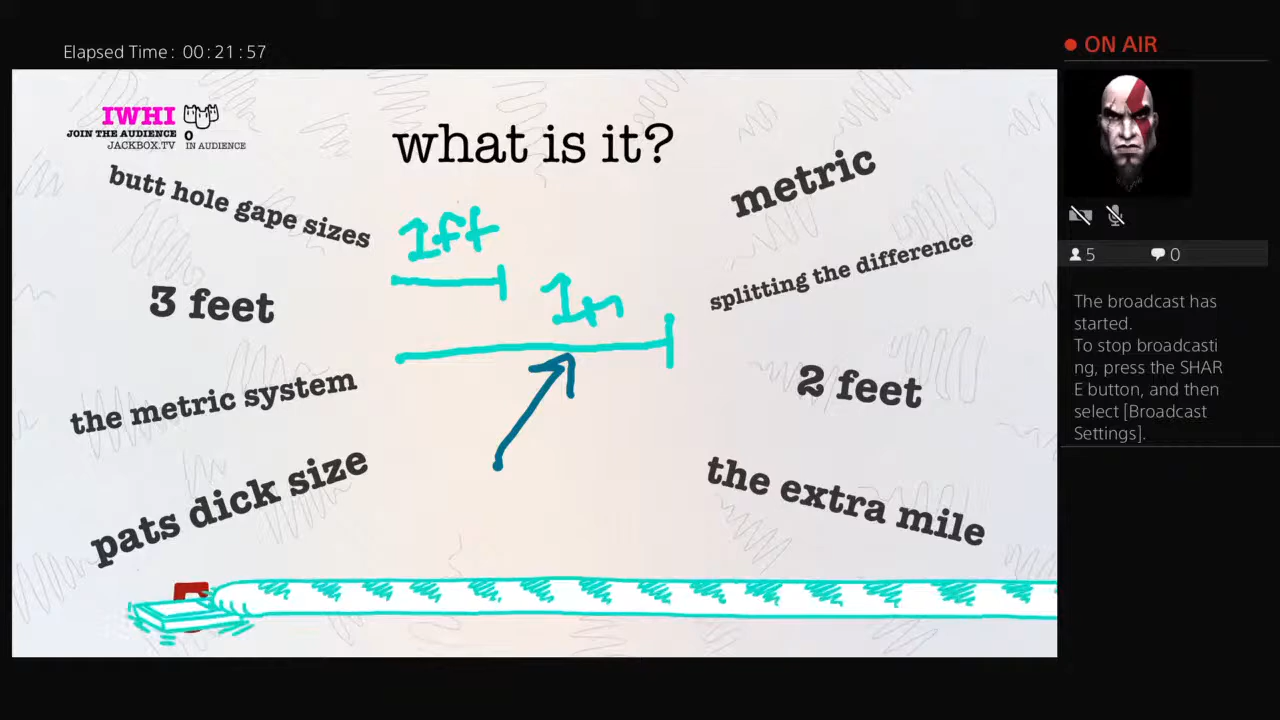 Elapsed Time: 00:21:57
ON AIR
IWHI
JOIN THE AUDIENCE
JACKBOX.TV
0
IN AUDIENCE
what is it?
butt hole gape sizes
3 feet
the metric system
pats dick size
1ft
1m
metric
splitting the difference
2 feet
the extra mile
5
0
The broadcast has
started.
To stop broadcasti
ng, press the SHAR
E button, and then
select [Broadcast
Settings].